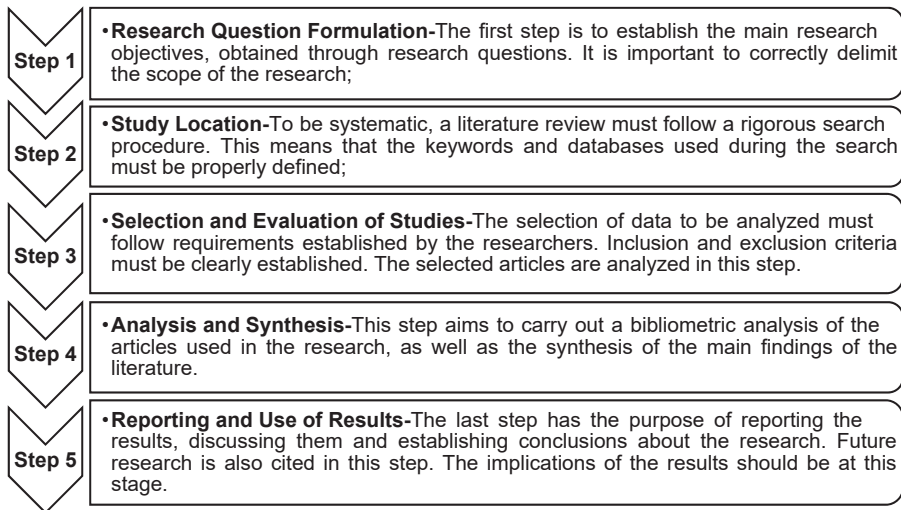 Step 1
•Research Question Formulation-The first step is to establish the main research
objectives, obtained through research questions. It is important to correctly delimit
the scope of the research;
Step 2
•Study Location-To be systematic, a literature review must follow a rigorous search
procedure. This means that the keywords and databases used during the search
must be properly defined;
Step 3
•Selection and Evaluation of Studies-The selection of data to be analyzed must
follow requirements established by the researchers. Inclusion and exclusion criteria
must be clearly established. The selected articles are analyzed in this step.
Step 4
•Analysis and Synthesis-This step aims to carry out a bibliometric analysis of the
articles used in the research, as well as the synthesis of the main findings of the
literature.
Step 5
•Reporting and Use of Results-The last step has the purpose of reporting the
results, discussing them and establishing conclusions about the research. Future
research is also cited in this step. The implications of the results should be at this
stage.